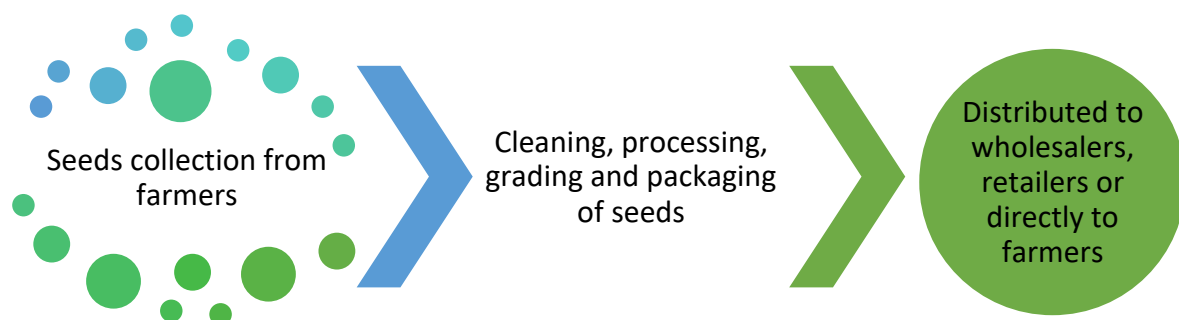 Seeds collection from
farmers
Cleaning, processing,
grading and packaging
of seeds
Distributed to
wholesalers,
retailers or
directly to
farmers